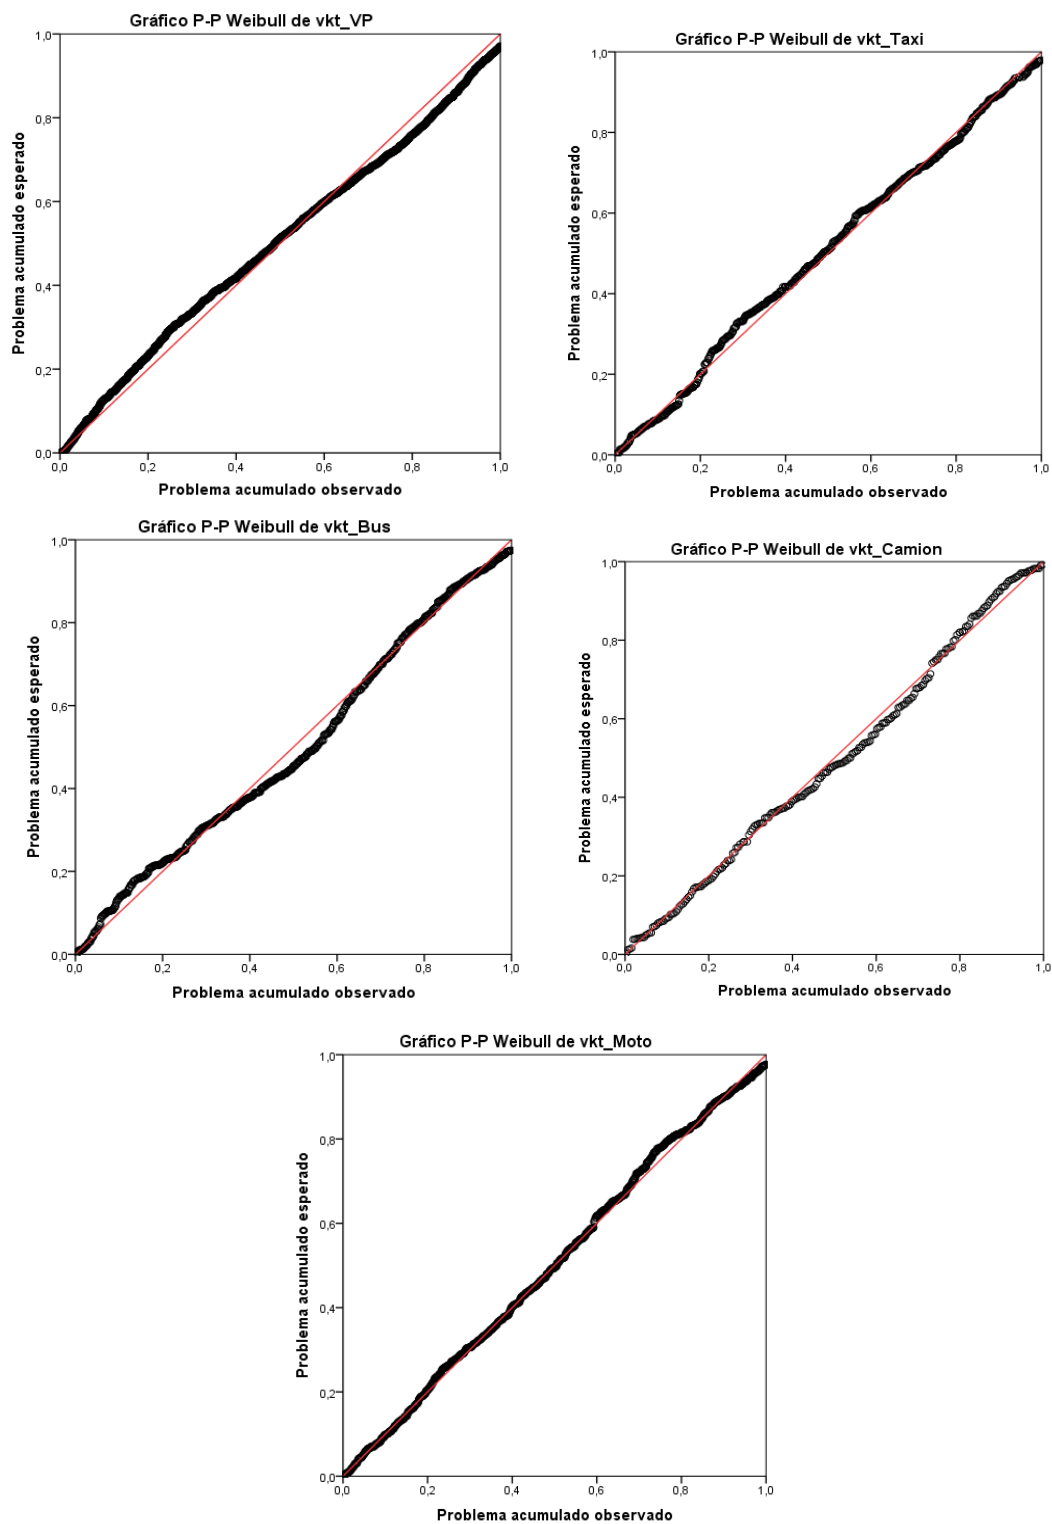 Gráfico P-P Weibull de vkt_VP
Problema acumulado esperado
1,0
0,8
0,6
0,4
0,2
0,0
0,0 0,2 0,4 0,6 0,8 1,0
Problema acumulado observado
Gráfico P-P Weibull de vkt_Taxi
Problema acumulado esperado
1,0
0,8
0,6
0,4
0,2
0,0
0,0 0,2 0,4 0,6 0,8 1,0
Problema acumulado observado
Gráfico P-P Weibull de vkt_Bus
Problema acumulado esperado
1,0
0,8
0,6
0,4
0,2
0,0
0,0 0,2 0,4 0,6 0,8 1,0
Problema acumulado observado
Gráfico P-P Weibull de vkt_Camion
Problema acumulado esperado
1,0
0,8
0,6
0,4
0,2
0,0
0,0 0,2 0,4 0,6 0,8 1,0
Problema acumulado observado
Gráfico P-P Weibull de vkt_Moto
Problema acumulado esperado
1,0
0,8
0,6
0,4
0,2
0,0
0,0 0,2 0,4 0,6 0,8 1,0
Problema acumulado observado